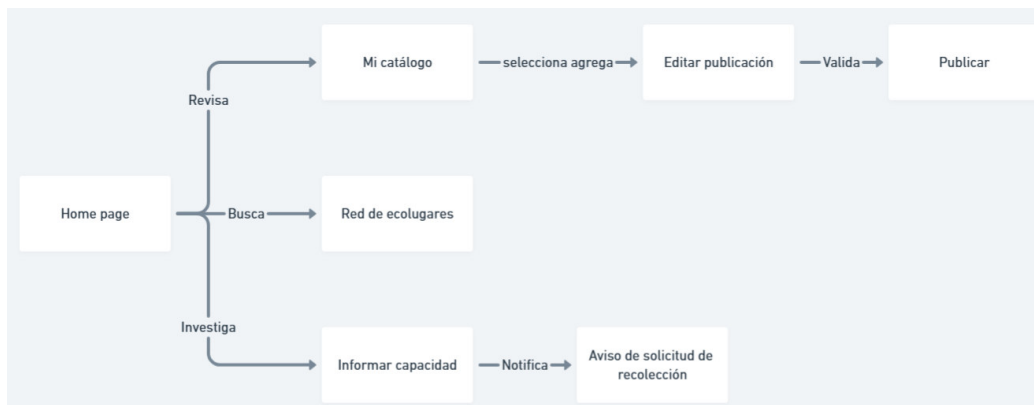 Mi catálogo
selecciona agrega
Editar publicación
Valida
Publicar
Revisa
Home page
Busca
Red de ecolugares
Investiga
Informar capacidad
Notifica
Aviso de solicitud de
recolección